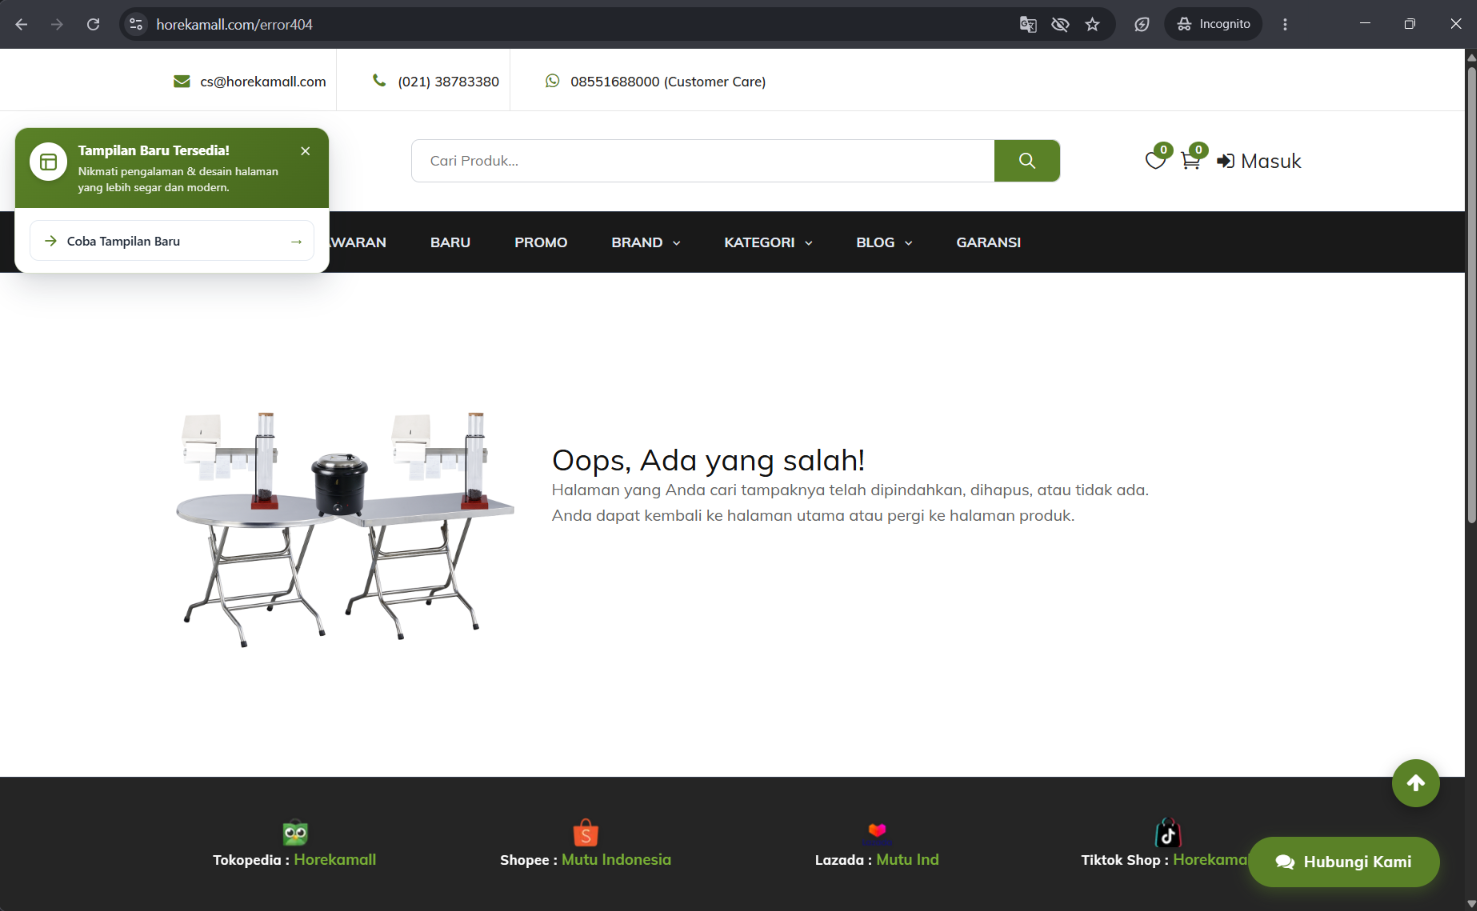 horekamall.com/error404
Incognito
cs@horekamall.com
(021) 38783380
08551688000 (Customer Care)
Tampilan Baru Tersedia!
Nikmati pengalaman & desain halaman
yang lebih segar dan modern.
Coba Tampilan Baru
Cari Produk...
0
0
Masuk
AWARAN
BARU
PROMO
BRAND
KATEGORI
BLOG
GARANSI
Oops, Ada yang salah!
Halaman yang Anda cari tampaknya telah dipindahkan, dihapus, atau tidak ada.
Anda dapat kembali ke halaman utama atau pergi ke halaman produk.
Tokopedia : Horekamall
Shopee : Mutu Indonesia
Lazada : Mutu Ind
Tiktok Shop : Horekama
Hubungi Kami